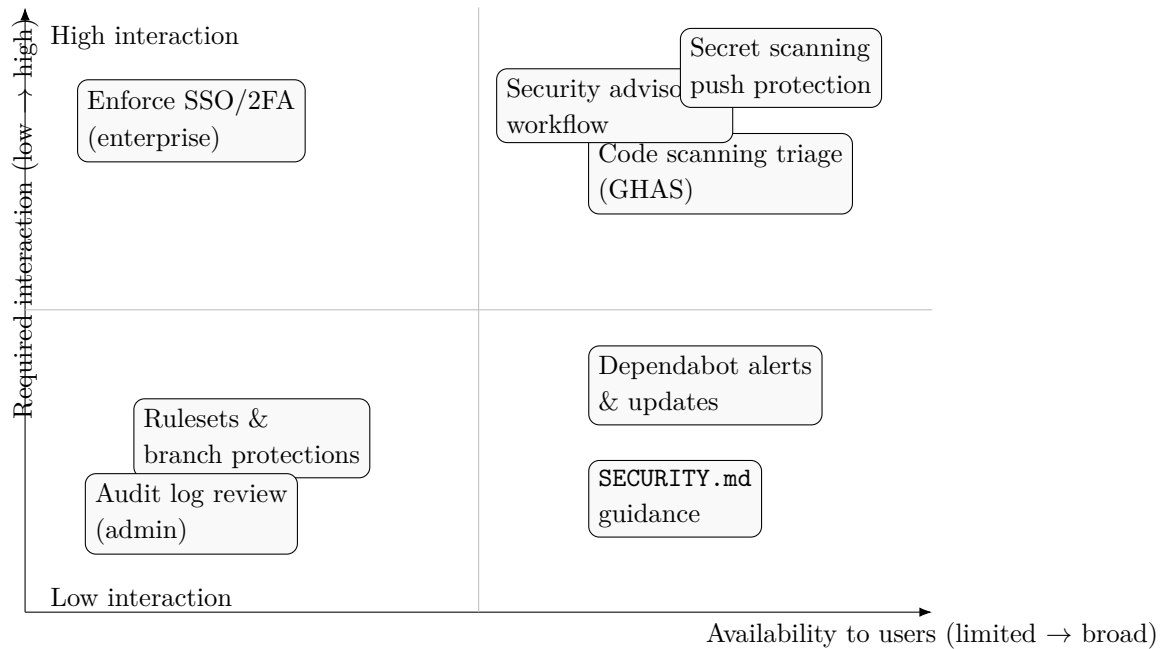 High interaction
Required interaction (low → high)
Enforce SSO/2FA
(enterprise)
Secret scanning
push protection
Security adviso
workflow
Code scanning triage
(GHAS)
Dependabot alerts
& updates
Rulesets &
branch protections
Audit log review
(admin)
SECURITY.md
guidance
Low interaction
Availability to users (limited → broad)